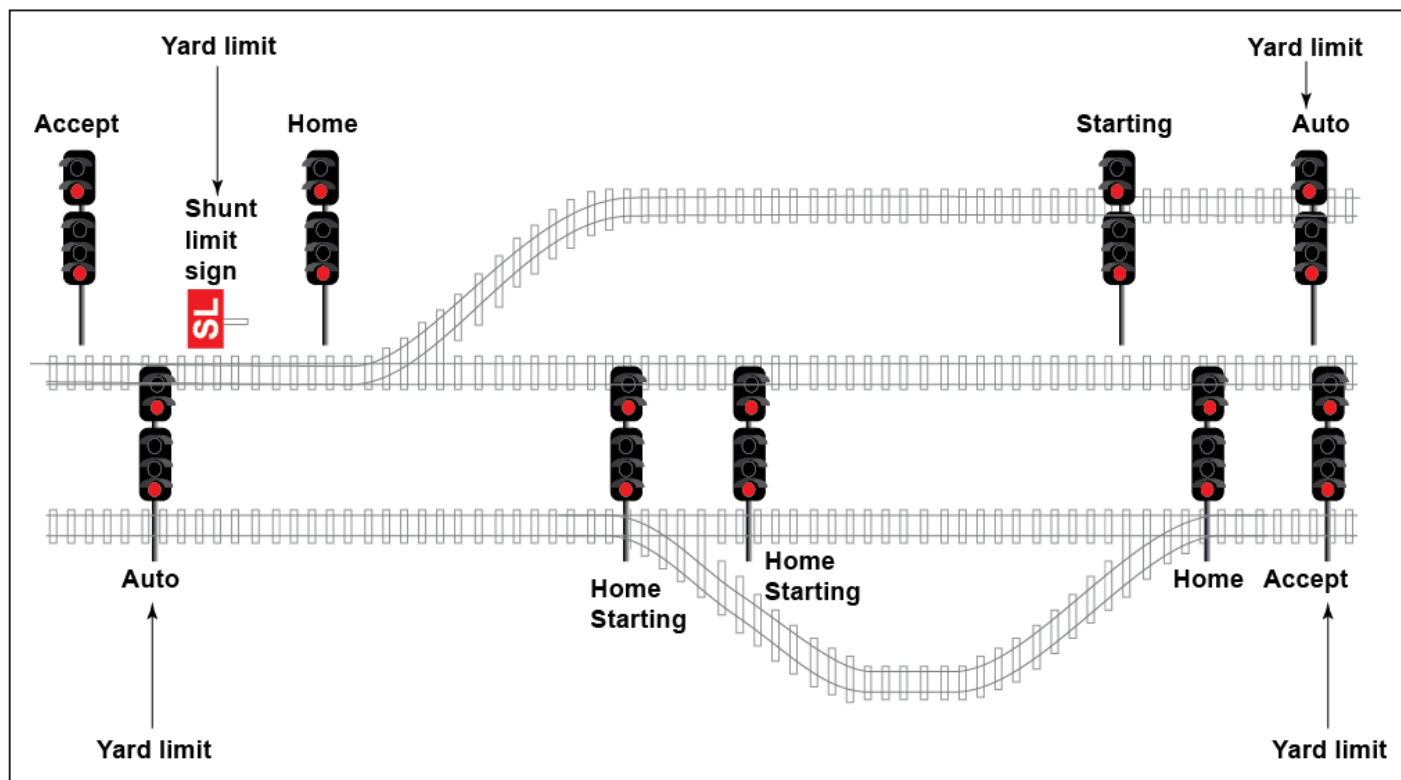 Yard limit
Yard limit
Accept
Home
Starting
Auto
Shunt
limit
sign
SL
Auto
Home
Starting
Home
Starting
Home
Accept
Yard limit
Yard limit